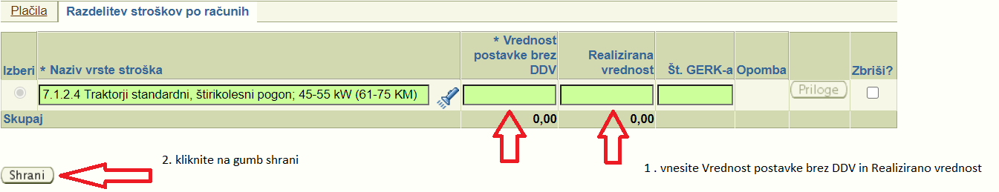 Plačila Razdelitev stroškov po računih
Izberi * Naziv vrste stroška * Vrednost postavke brez DDV Realizirana vrednost Št. GERK-a Opomba Zbriši?
7.1.2.4 Traktorji standardni, štirikolesni pogon; 45-55 kW (61-75 KM) Priloge
Skupaj 0,00 0,00
2. kliknite na gumb shrani
1 . vnesite Vrednost postavke brez DDV in Realizirano vrednost
Shrani